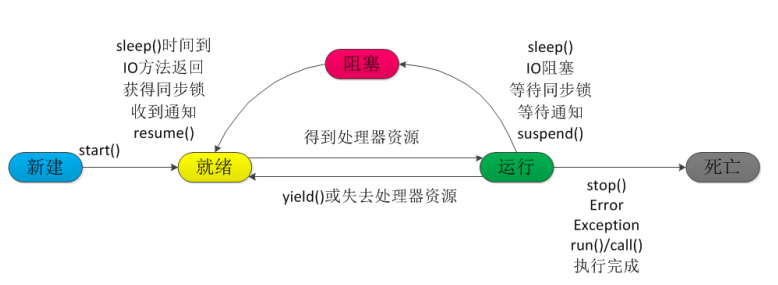 sleep()时间到
IO方法返回
获得同步锁
收到通知
resume()
阻塞
sleep()
IO阻塞
等待同步锁
等待通知
suspend()
新建
start()
就绪
得到处理器资源
yield()或失去处理器资源
运行
死亡
stop()
Error
Exception
run()/call()
执行完成